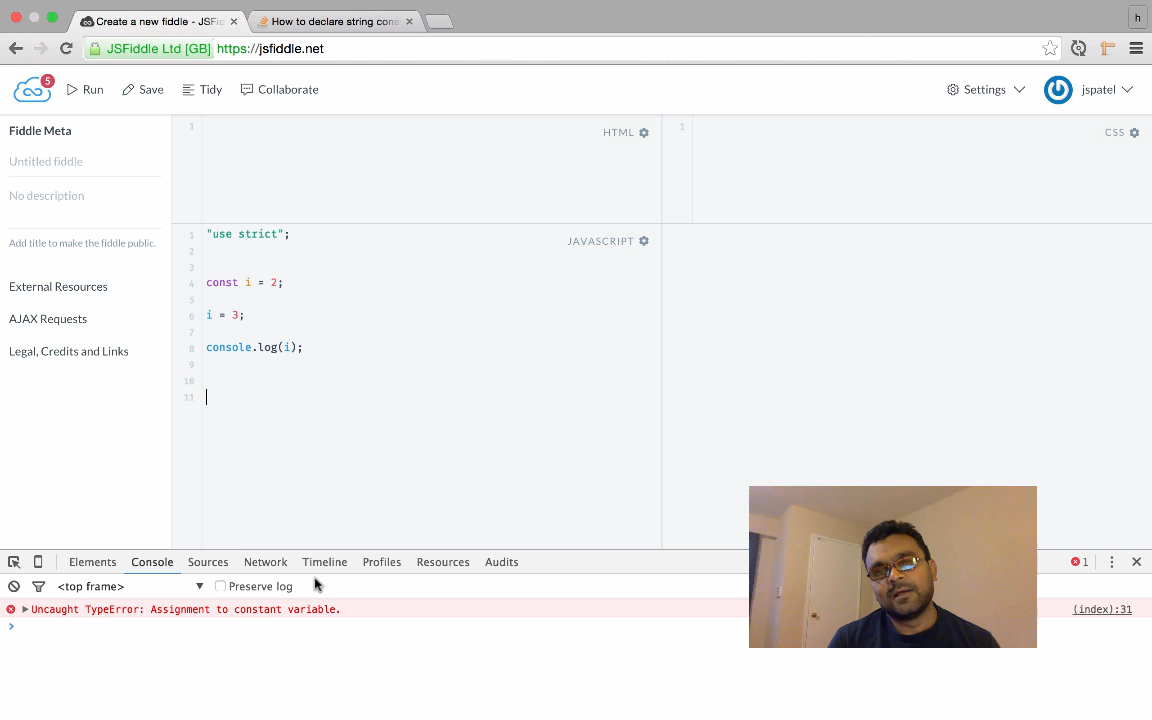 Create a new fiddle - JSFid
How to declare string cons
h
JSFiddle Ltd [GB] https://jsfiddle.net
5
Run
Save
Tidy
Collaborate
Settings
jspatel
Fiddle Meta
Untitled fiddle
No description
Add title to make the fiddle public.
External Resources
AJAX Requests
Legal, Credits and Links
1
HTML
1
CSS
JAVASCRIPT
1 "use strict";
2
3
4 const i = 2;
5
6 i = 3;
7
8 console.log(i);
9
10
11
Elements Console Sources Network Timeline Profiles Resources Audits
1
<top frame>
Preserve log
Uncaught TypeError: Assignment to constant variable.
(index):31